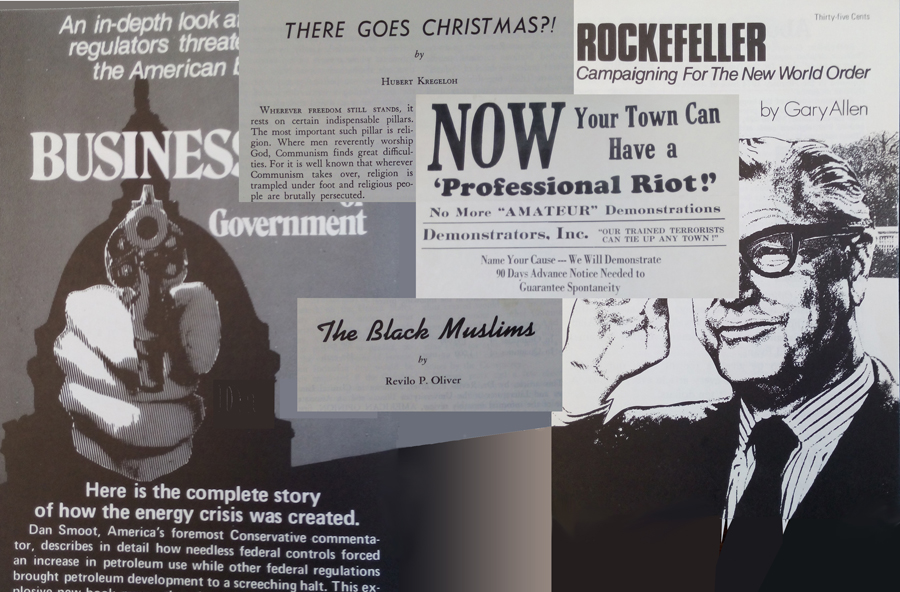 An in-depth look
regulators
the American
BUSINESS
Government
Here is the complete story
of how the energy crisis was created.
Dan Smoot, America's foremost Conservative commenta-
tor, describes in detail how needless federal controls forced
an increase in petroleum use while other federal regulations
brought petroleum development to a screeching halt. This ex-
THERE GOES CHRISTMAS?!
by
HUBERT KREGELOH
WHEREVER FREEDOM STILL STANDS, it
rests on certain indispensable pillars.
The most important such pillar is reli-
gion. Where men reverently worship
God, Communism finds great difficul-
ties. For it is well known that wherever
Communism takes over, religion is
trampled under foot and religious peo-
ple are brutally persecuted.
NOW Your Town Can
Have a
'Professional Riot!'
No More "AMATEUR" Demonstrations
Demonstrators, Inc. "OUR TRAINED TERRORISTS
CAN TIE UP ANY TOWN!"
Name Your Cause — We Will Demonstrate
90 Days Advance Notice Needed to
Guarantee Spontaneity
The Black Muslims
by
Revilo P. Oliver
Thirty-five Cents
ROCKEFELLER
Campaigning For The New World Order
by Gary Allen